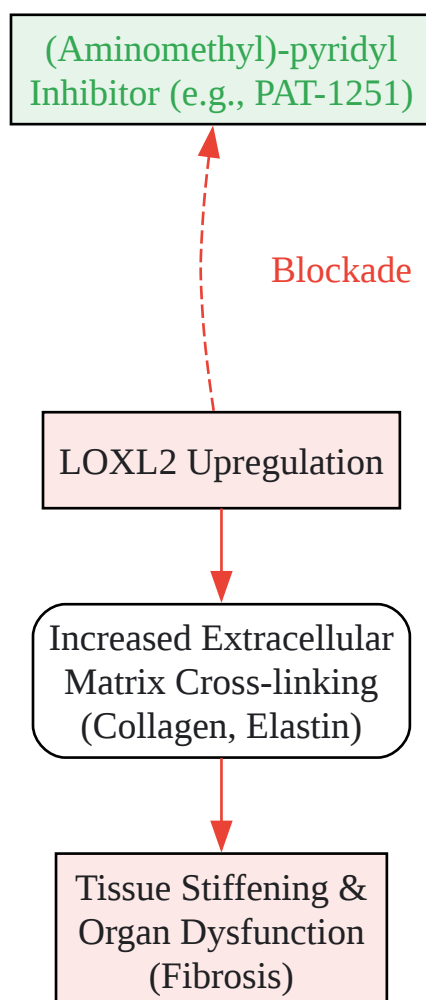 (Aminomethyl)-pyridyl
Inhibitor (e.g., PAT-1251)
Blockade
LOXL2 Upregulation
Increased Extracellular
Matrix Cross-linking
(Collagen, Elastin)
Tissue Stiffening &
Organ Dysfunction
(Fibrosis)